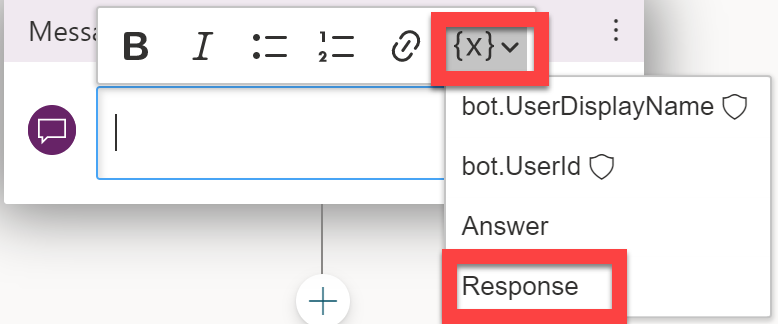 Messa
B I {x}
bot.UserDisplayName
bot.UserId
Answer
Response